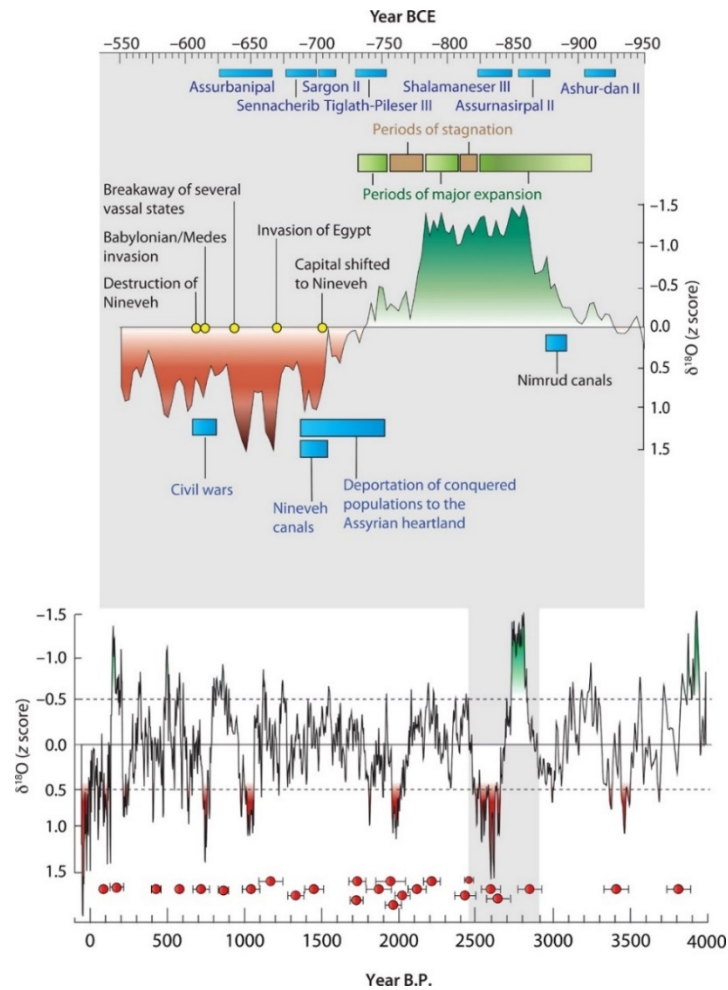 Year BCE
−550 −600 −650 −700 −750 −800 −850 −900 −950
Assurbanipal Sargon II Shalamaneser III Ashur-dan II
Sennacherib Tiglath-Pileser III Assurnasirpal II
Periods of stagnation
Periods of major expansion
Breakaway of several
vassal states
Babylonian/Medes
invasion
Destruction of
Nineveh
Invasion of Egypt
Capital shifted
to Nineveh
−1.5
−1.0
−0.5
0.0
0.5
1.0
1.5
δ¹⁸O (z score)
Nimrud canals
Civil wars
Nineveh
canals
Deportation of conquered
populations to the
Assyrian heartland
−1.5
−1.0
−0.5
0.0
0.5
1.0
1.5
δ¹⁸O (z score)
0 500 1000 1500 2000 2500 3000 3500 4000
Year B.P.